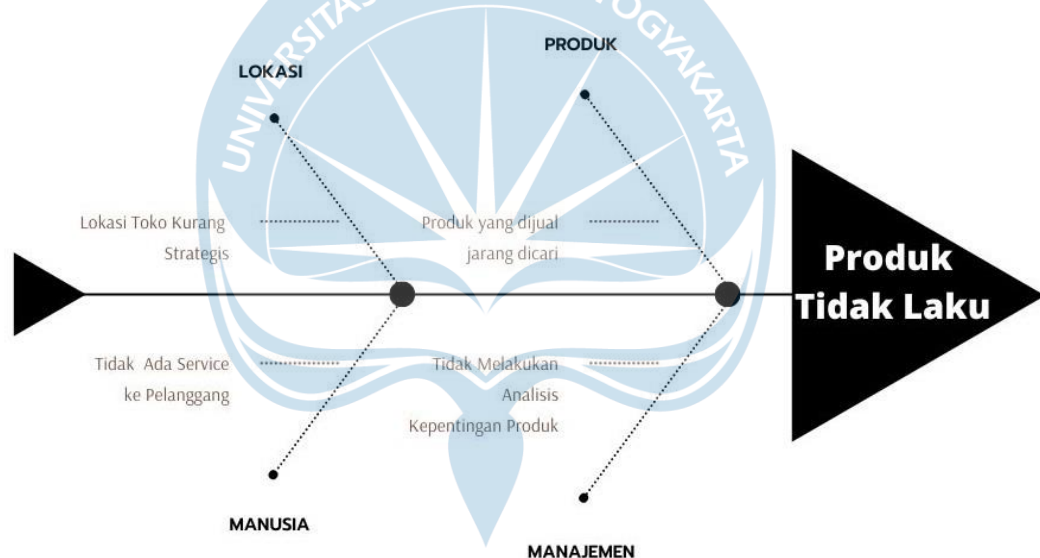 UNIVERSITAS
YOGYAKARTA
LOKASI
PRODUK
Lokasi Toko Kurang
Strategis
Produk yang dijual
jarang dicari
Produk
Tidak Laku
Tidak Ada Service
ke Pelanggang
Tidak Melakukan
Analisis
Kepentingan Produk
MANUSIA
MANAJEMEN